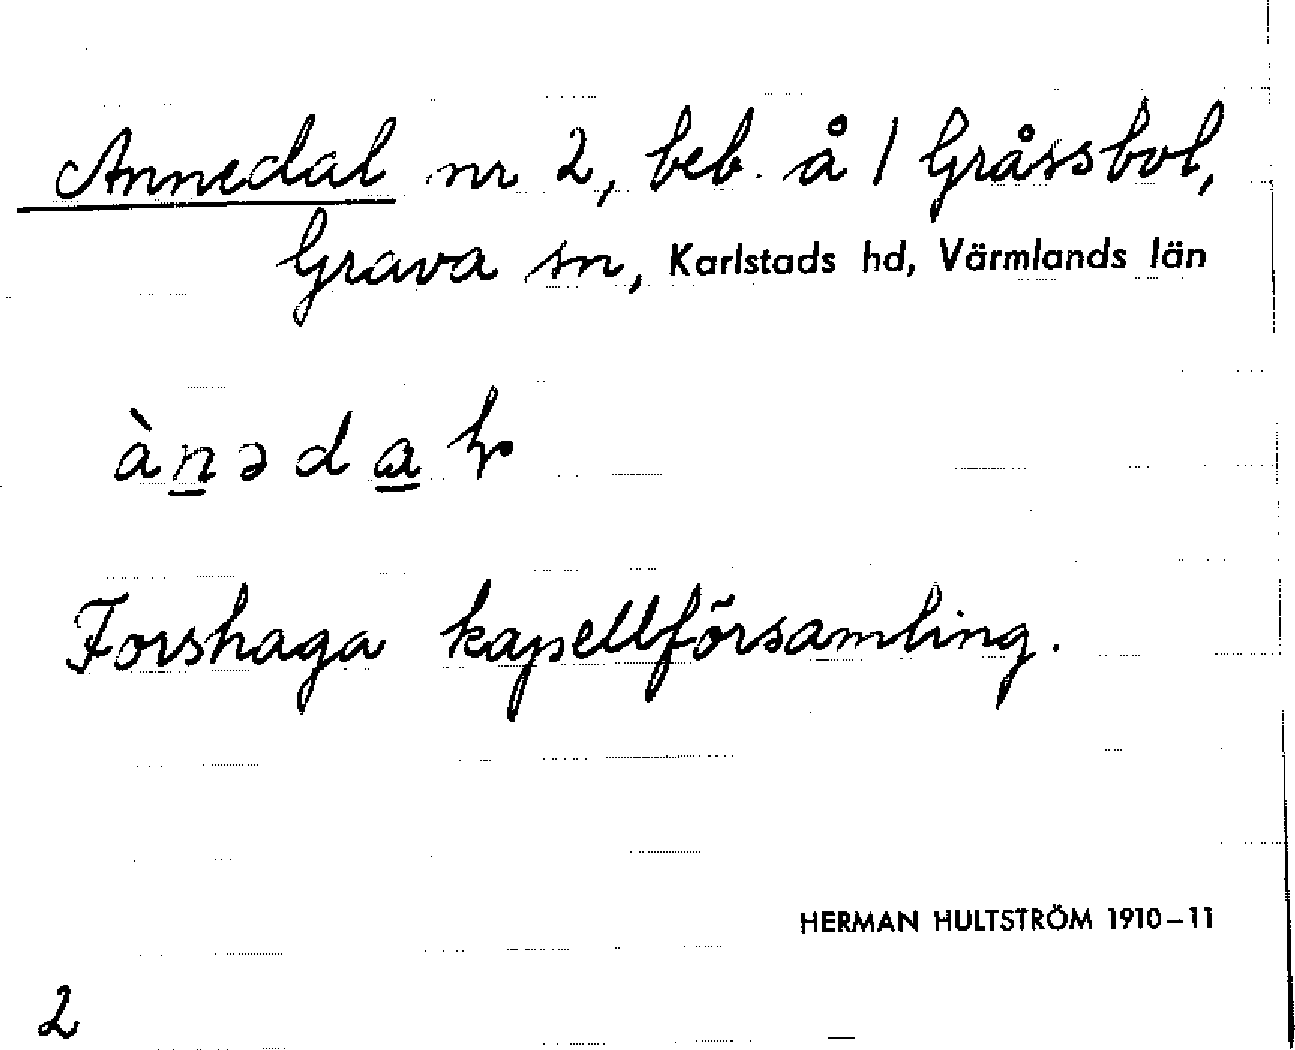 Annedal nr 2, beb. å 1 Gråssbol,
Grava sn, Karlstads hd, Värmlands län
ànədaƚ
Forshaga kapellförsamling.
HERMAN HULTSTRÖM 1910–11
2